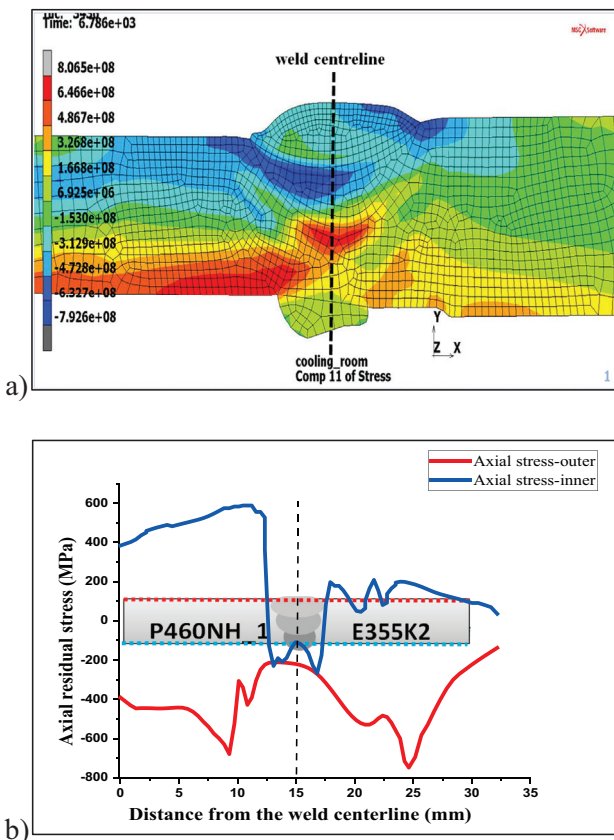 Time: 6.786e+03
MSC Software
8.065e+08
6.466e+08
4.867e+08
3.268e+08
1.668e+08
6.925e+06
-1.530e+08
-3.129e+08
-4.728e+08
-6.327e+08
-7.926e+08
weld centreline
Y
Z X
cooling_room
Comp 11 of Stress
1
a)
Axial stress-outer
Axial stress-inner
600
400
200
0
-200
-400
-600
-800
Axial residual stress (MPa)
P460NH_1
E355K2
0 5 10 15 20 25 30 35
Distance from the weld centerline (mm)
b)